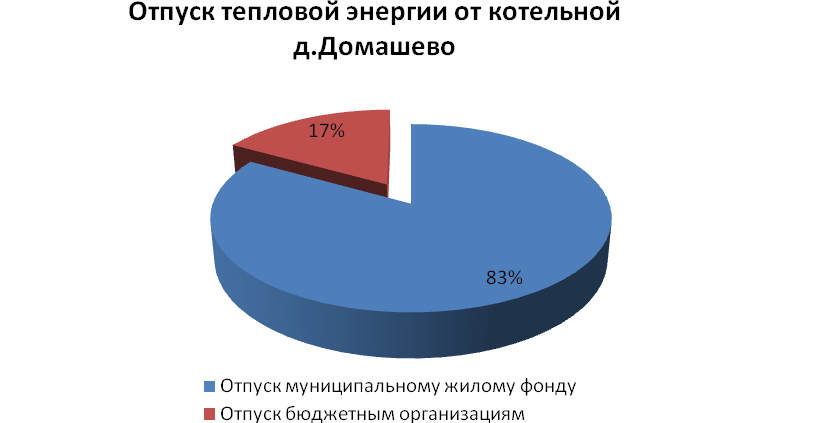 Отпуск тепловой энергии от котельной
д.Домашево
17%
83%
Отпуск муниципальному жилому фонду
Отпуск бюджетным организациям